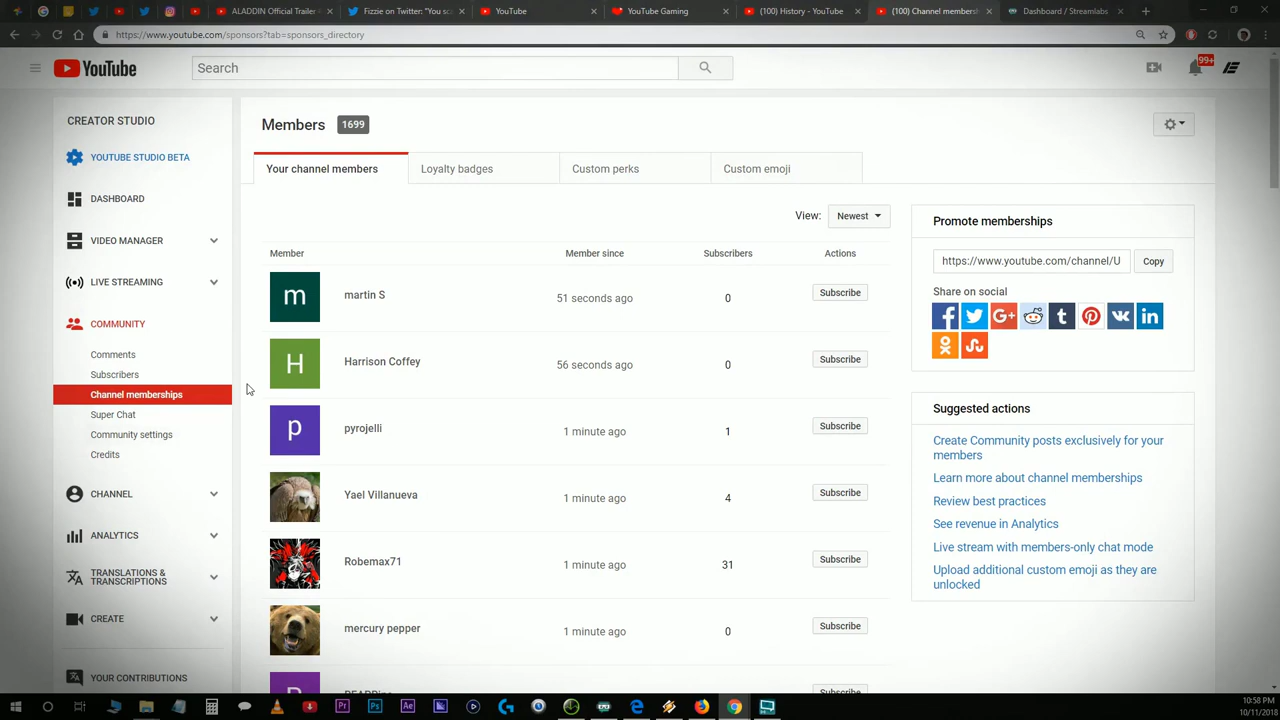 ALADDIN Official Trailer
Fizzie on Twitter: "You sc
YouTube
YouTube Gaming
(100) History - YouTube
(100) Channel members
Dashboard / Streamlabs
https://www.youtube.com/sponsors?tab=sponsors_directory
YouTube
Search
99+
CREATOR STUDIO
YOUTUBE STUDIO BETA
DASHBOARD
VIDEO MANAGER
LIVE STREAMING
COMMUNITY
Comments
Subscribers
Channel memberships
Super Chat
Community settings
Credits
CHANNEL
ANALYTICS
TRANSLATIONS &
TRANSCRIPTIONS
CREATE
YOUR CONTRIBUTIONS
Members 1699
Your channel members
Loyalty badges
Custom perks
Custom emoji
View: Newest
Member Member since Subscribers Actions
m martin S 51 seconds ago 0 Subscribe
H Harrison Coffey 56 seconds ago 0 Subscribe
p pyrojelli 1 minute ago 1 Subscribe
Yael Villanueva 1 minute ago 4 Subscribe
Robemax71 1 minute ago 31 Subscribe
mercury pepper 1 minute ago 0 Subscribe
Subscribe
Promote memberships
https://www.youtube.com/channel/U Copy
Share on social
Suggested actions
Create Community posts exclusively for your
members
Learn more about channel memberships
Review best practices
See revenue in Analytics
Live stream with members-only chat mode
Upload additional custom emoji as they are
unlocked
Pr Ps Ae
10:58 PM
10/11/2018